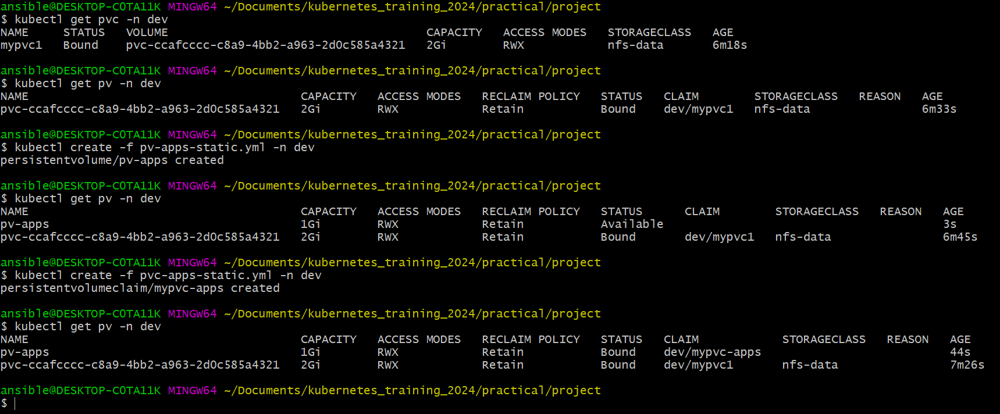 ansible@DESKTOP-C0TA11K MINGW64 ~/Documents/kubernetes_training_2024/practical/project
$ kubectl get pvc -n dev
NAME     STATUS   VOLUME                                     CAPACITY   ACCESS MODES   STORAGECLASS   AGE
mypvc1   Bound    pvc-ccafcccc-c8a9-4bb2-a963-2d0c585a4321   2Gi        RWX            nfs-data       6m18s
ansible@DESKTOP-C0TA11K MINGW64 ~/Documents/kubernetes_training_2024/practical/project
$ kubectl get pv -n dev
NAME                                       CAPACITY   ACCESS MODES   RECLAIM POLICY   STATUS   CLAIM        STORAGECLASS   REASON   AGE
pvc-ccafcccc-c8a9-4bb2-a963-2d0c585a4321   2Gi        RWX            Retain           Bound    dev/mypvc1   nfs-data                6m33s
ansible@DESKTOP-C0TA11K MINGW64 ~/Documents/kubernetes_training_2024/practical/project
$ kubectl create -f pv-apps-static.yml -n dev
persistentvolume/pv-apps created
ansible@DESKTOP-C0TA11K MINGW64 ~/Documents/kubernetes_training_2024/practical/project
$ kubectl get pv -n dev
NAME                                       CAPACITY   ACCESS MODES   RECLAIM POLICY   STATUS      CLAIM        STORAGECLASS   REASON   AGE
pv-apps                                    1Gi        RWX            Retain           Available                                        3s
pvc-ccafcccc-c8a9-4bb2-a963-2d0c585a4321   2Gi        RWX            Retain           Bound       dev/mypvc1   nfs-data                6m45s
ansible@DESKTOP-C0TA11K MINGW64 ~/Documents/kubernetes_training_2024/practical/project
$ kubectl create -f pvc-apps-static.yml -n dev
persistentvolumeclaim/mypvc-apps created
ansible@DESKTOP-C0TA11K MINGW64 ~/Documents/kubernetes_training_2024/practical/project
$ kubectl get pv -n dev
NAME                                       CAPACITY   ACCESS MODES   RECLAIM POLICY   STATUS   CLAIM            STORAGECLASS   REASON   AGE
pv-apps                                    1Gi        RWX            Retain           Bound    dev/mypvc-apps                           44s
pvc-ccafcccc-c8a9-4bb2-a963-2d0c585a4321   2Gi        RWX            Retain           Bound    dev/mypvc1       nfs-data                7m26s
ansible@DESKTOP-C0TA11K MINGW64 ~/Documents/kubernetes_training_2024/practical/project
$